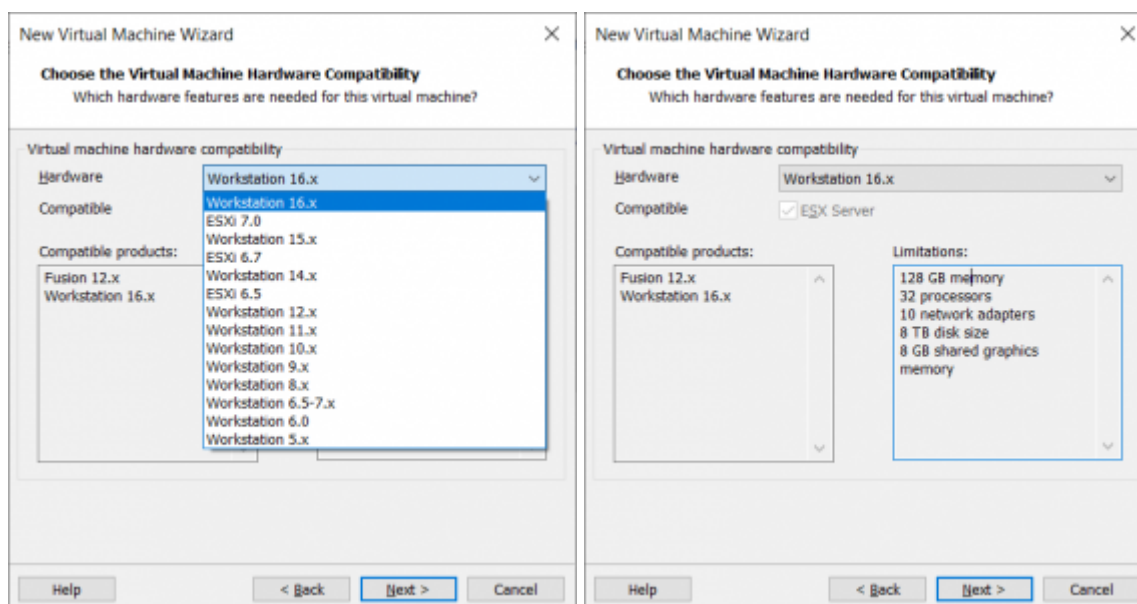 New Virtual Machine Wizard
Choose the Virtual Machine Hardware Compatibility
Which hardware features are needed for this virtual machine?
Virtual machine hardware compatibility
Hardware
Workstation 16.x
Compatible
Compatible products:
Fusion 12.x
Workstation 16.x
Workstation 16.x
ESXi 7.0
Workstation 15.x
ESXi 6.7
Workstation 14.x
ESXi 6.5
Workstation 12.x
Workstation 11.x
Workstation 10.x
Workstation 9.x
Workstation 8.x
Workstation 6.5-7.x
Workstation 6.0
Workstation 5.x
Help
< Back
Next >
Cancel
New Virtual Machine Wizard
Choose the Virtual Machine Hardware Compatibility
Which hardware features are needed for this virtual machine?
Virtual machine hardware compatibility
Hardware
Workstation 16.x
Compatible
ESX Server
Compatible products:
Fusion 12.x
Workstation 16.x
Limitations:
128 GB memory
32 processors
10 network adapters
8 TB disk size
8 GB shared graphics
memory
Help
< Back
Next >
Cancel